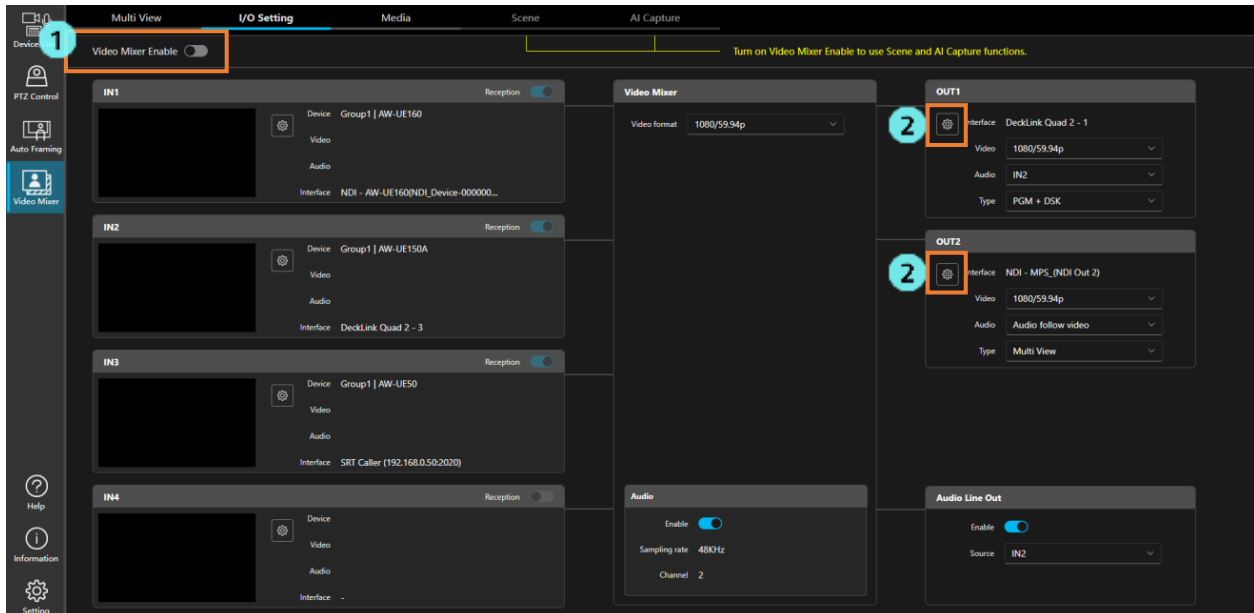 Multi View
I/O Setting
Media
Scene
AI Capture
1
Video Mixer Enable
Turn on Video Mixer Enable to use Scene and AI Capture functions.
PTZ Control
Auto Framing
Video Mixer
Help
Information
Setting
IN1
Reception
Device Group1 | AW-UE160
Video
Audio
Interface NDI - AW-UE160(NDI_Device-000000...
IN2
Reception
Device Group1 | AW-UE150A
Video
Audio
Interface DeckLink Quad 2 - 3
IN3
Reception
Device Group1 | AW-UE50
Video
Audio
Interface SRT Caller (192.168.0.50:2020)
IN4
Reception
Device
Video
Audio
Interface -
Video Mixer
Video format 1080/59.94p
Audio
Enable
Sampling rate 48KHz
Channel 2
OUT1
2
DeckLink Quad 2 - 1
Video 1080/59.94p
Audio IN2
Type PGM + DSK
OUT2
2
NDI - MPS_(NDI Out 2)
Video 1080/59.94p
Audio Audio follow video
Type Multi View
Audio Line Out
Enable
Source IN2